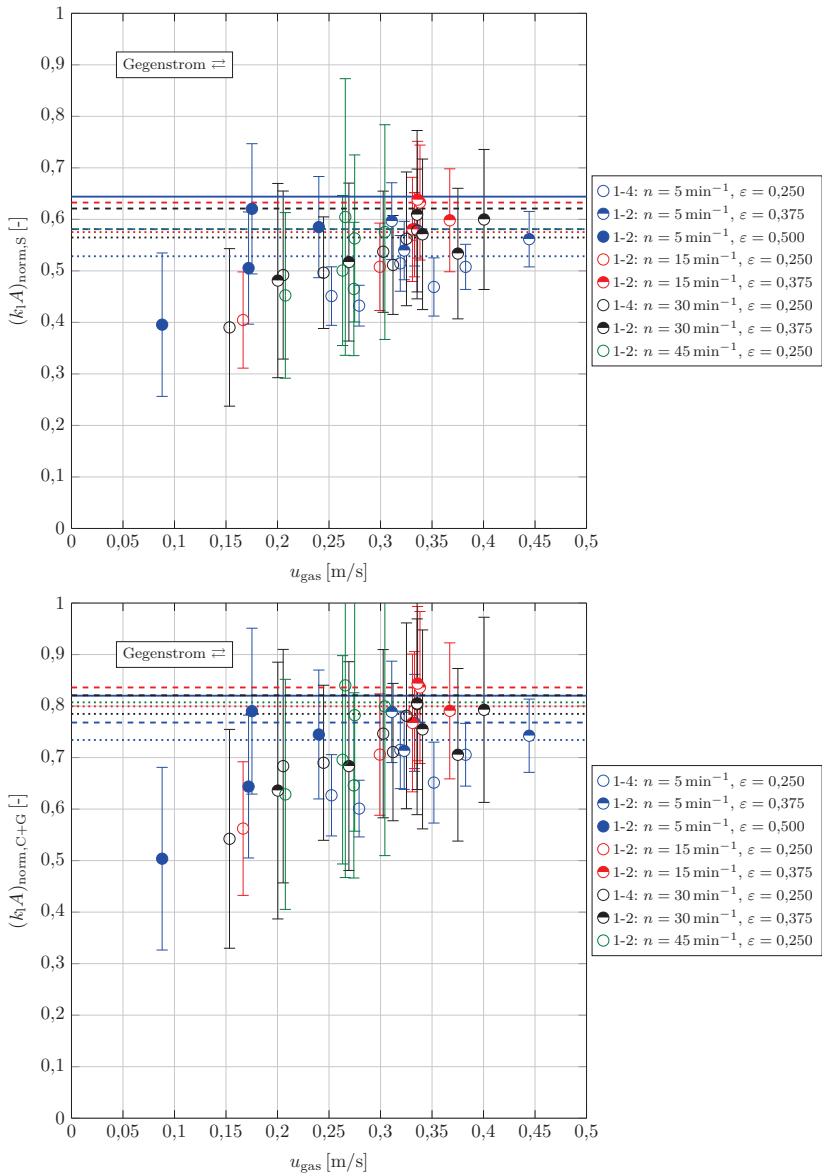 1
0,9
0,8
0,7
0,6
0,5
0,4
0,3
0,2
0,1
0
(k_l A)_norm,S [-]
Gegenstrom ⇄
0 0,05 0,1 0,15 0,2 0,25 0,3 0,35 0,4 0,45 0,5
u_gas [m/s]
1-4: n = 5 min⁻¹, ε = 0,250
1-2: n = 5 min⁻¹, ε = 0,375
1-2: n = 5 min⁻¹, ε = 0,500
1-2: n = 15 min⁻¹, ε = 0,250
1-2: n = 15 min⁻¹, ε = 0,375
1-4: n = 30 min⁻¹, ε = 0,250
1-2: n = 30 min⁻¹, ε = 0,375
1-2: n = 45 min⁻¹, ε = 0,250
1
0,9
0,8
0,7
0,6
0,5
0,4
0,3
0,2
0,1
0
(k_l A)_norm,C+G [-]
Gegenstrom ⇄
0 0,05 0,1 0,15 0,2 0,25 0,3 0,35 0,4 0,45 0,5
u_gas [m/s]
1-4: n = 5 min⁻¹, ε = 0,250
1-2: n = 5 min⁻¹, ε = 0,375
1-2: n = 5 min⁻¹, ε = 0,500
1-2: n = 15 min⁻¹, ε = 0,250
1-2: n = 15 min⁻¹, ε = 0,375
1-4: n = 30 min⁻¹, ε = 0,250
1-2: n = 30 min⁻¹, ε = 0,375
1-2: n = 45 min⁻¹, ε = 0,250